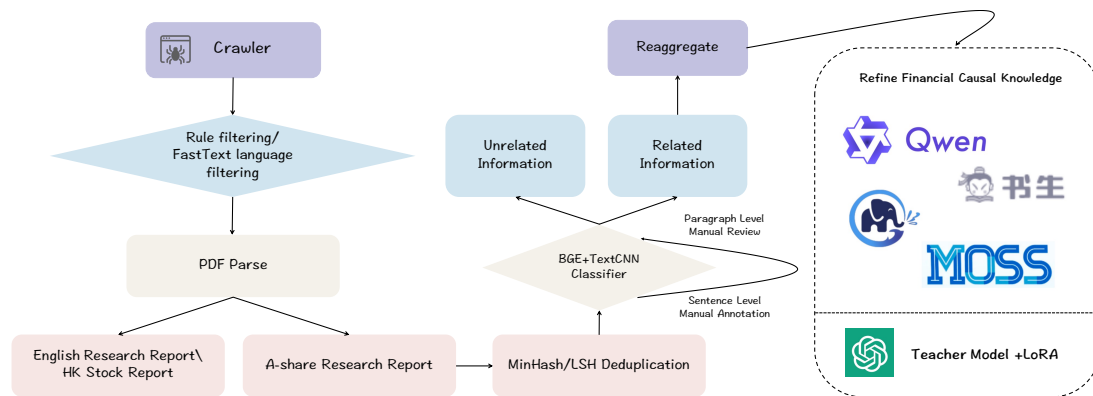 Crawler
Rule filtering/
FastText language
filtering
PDF Parse
English Research Report\
HK Stock Report
A-share Research Report
MinHash/LSH Deduplication
BGE+TextCNN
Classifier
Paragraph Level
Manual Review
Sentence Level
Manual Annotation
Unrelated
Information
Related
Information
Reaggregate
Refine Financial Causal Knowledge
Qwen
书生
MOSS
Teacher Model +LoRA